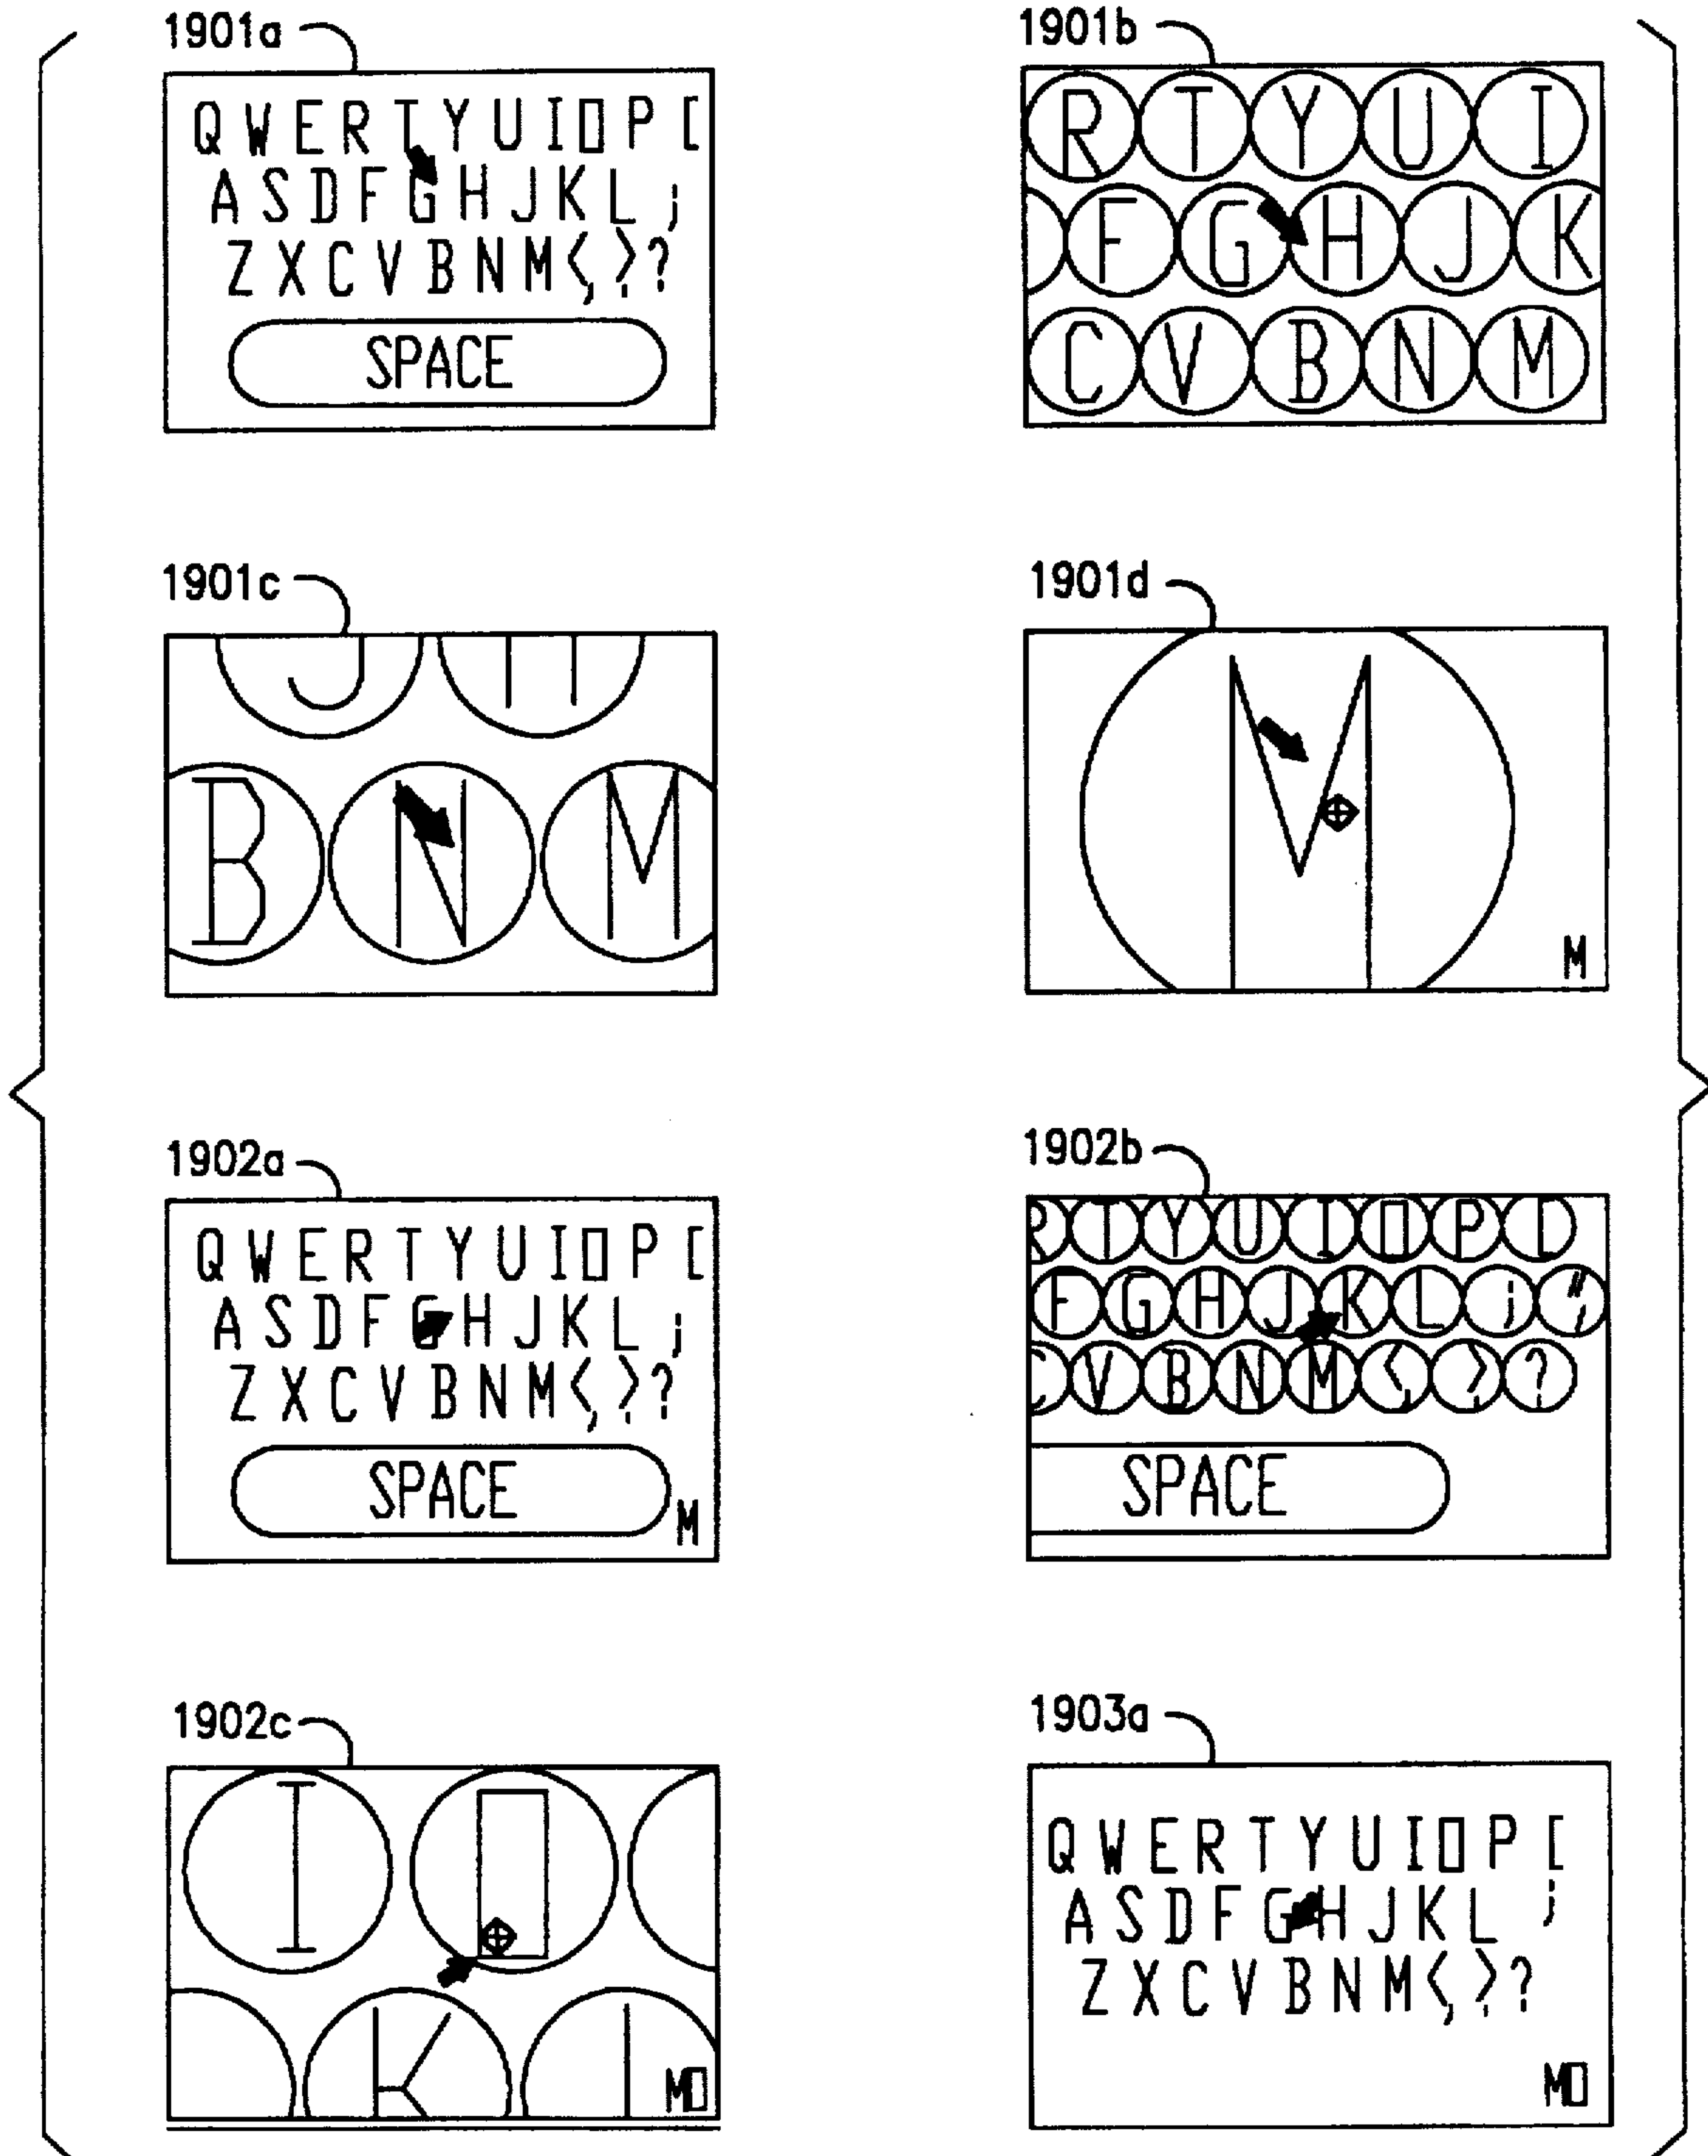 1901a
QWERTYUIOP[
ASDFGHJKL;
ZXCVBNM<,>.?
SPACE
1901b
RTYUI
FGHJK
CVBNM
1901c
J
BNM
1901d
M
M
1902a
QWERTYUIOP[
ASDFGHJKL;
ZXCVBNM<,>.?
SPACE
M
1902b
RTYUIOP[
FGHJKL;",
CVBNM<,>.?
SPACE
1902c
IO
K
MO
1903a
QWERTYUIOP[
ASDFGHJKL;
ZXCVBNM<,>.?
MO